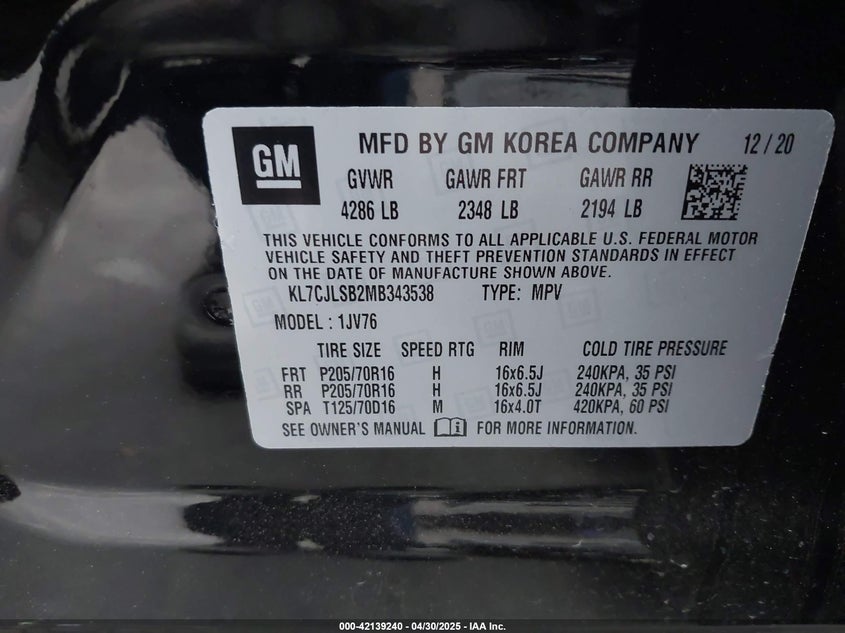 GM
MFD BY GM KOREA COMPANY 12/20
GVWR GAWR FRT GAWR RR
4286 LB 2348 LB 2194 LB
THIS VEHICLE CONFORMS TO ALL APPLICABLE U.S. FEDERAL MOTOR
VEHICLE SAFETY AND THEFT PREVENTION STANDARDS IN EFFECT
ON THE DATE OF MANUFACTURE SHOWN ABOVE.
KL7CJLSB2MB343538 TYPE: MPV
MODEL : 1JV76
TIRE SIZE SPEED RTG RIM COLD TIRE PRESSURE
FRT P205/70R16 H 16x6.5J 240KPA, 35 PSI
RR P205/70R16 H 16x6.5J 240KPA, 35 PSI
SPA T125/70D16 M 16x4.0T 420KPA, 60 PSI
SEE OWNER'S MANUAL FOR MORE INFORMATION.
000-42139240 - 04/30/2025 - IAA Inc.